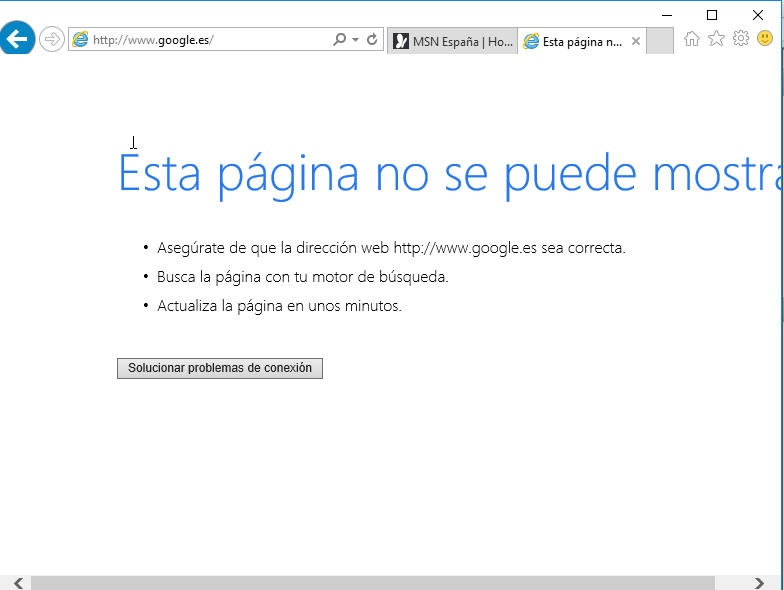 http://www.google.es/
MSN España | Ho...
Esta página n...
Esta página no se puede mostra
• Asegúrate de que la dirección web http://www.google.es sea correcta.
• Busca la página con tu motor de búsqueda.
• Actualiza la página en unos minutos.
Solucionar problemas de conexión